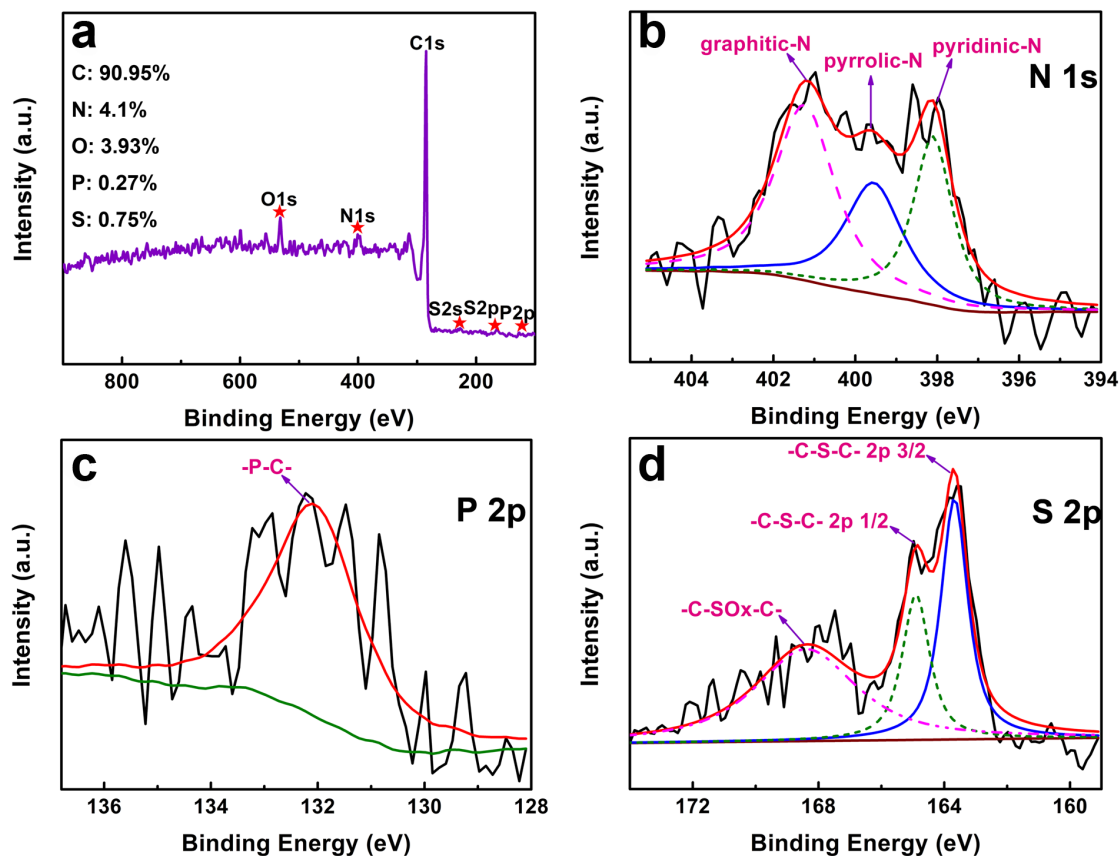 a
C: 90.95%
N: 4.1%
O: 3.93%
P: 0.27%
S: 0.75%
C1s
O1s
N1s
S2s S2p P2p
Intensity (a.u.)
800 600 400 200
Binding Energy (eV)
b
N 1s
graphitic-N
pyrrolic-N
pyridinic-N
Intensity (a.u.)
404 402 400 398 396 394
Binding Energy (eV)
c
P 2p
-P-C-
Intensity (a.u.)
136 134 132 130 128
Binding Energy (eV)
d
S 2p
-C-S-C- 2p 3/2
-C-S-C- 2p 1/2
-C-SOx-C-
Intensity (a.u.)
172 168 164 160
Binding Energy (eV)